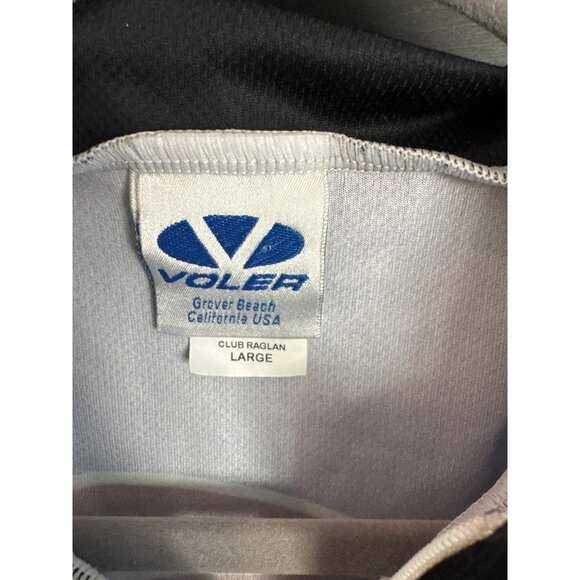 VOLER
Grover Beach
California USA
CLUB RAGLAN
LARGE